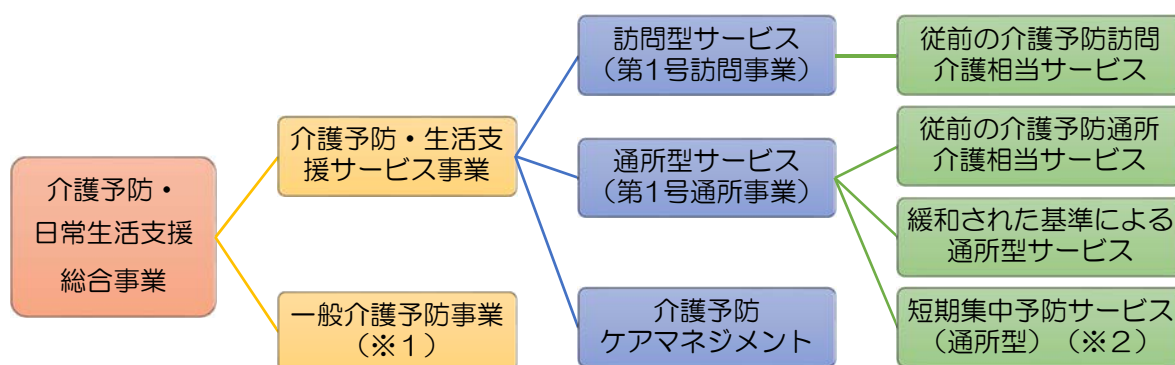 介護予防・
日常生活支援
総合事業
介護予防・生活支
援サービス事業
一般介護予防事業
（※１）
訪問型サービス
（第1号訪問事業）
通所型サービス
（第1号通所事業）
介護予防
ケアマネジメント
従前の介護予防訪問
介護相当サービス
従前の介護予防通所
介護相当サービス
緩和された基準による
通所型サービス
短期集中予防サービス
（通所型）（※２）